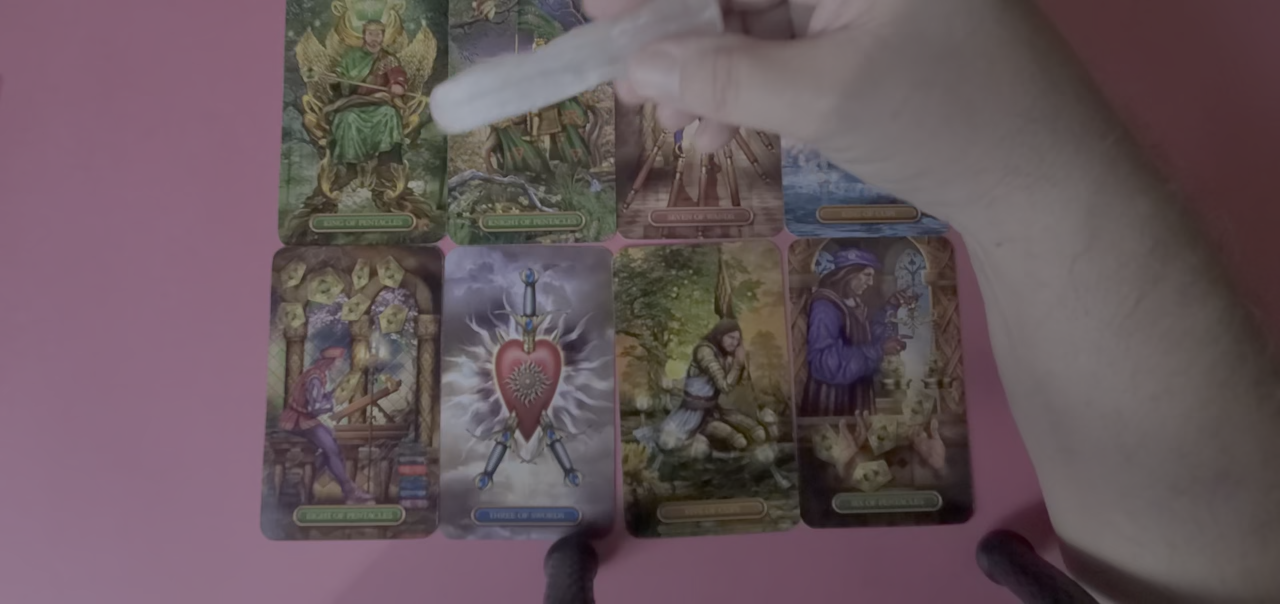 KING OF PENTACLES
KNIGHT OF PENTACLES
SEVEN OF WANDS
EIGHT OF PENTACLES
THREE OF SWORDS
SIX OF PENTACLES